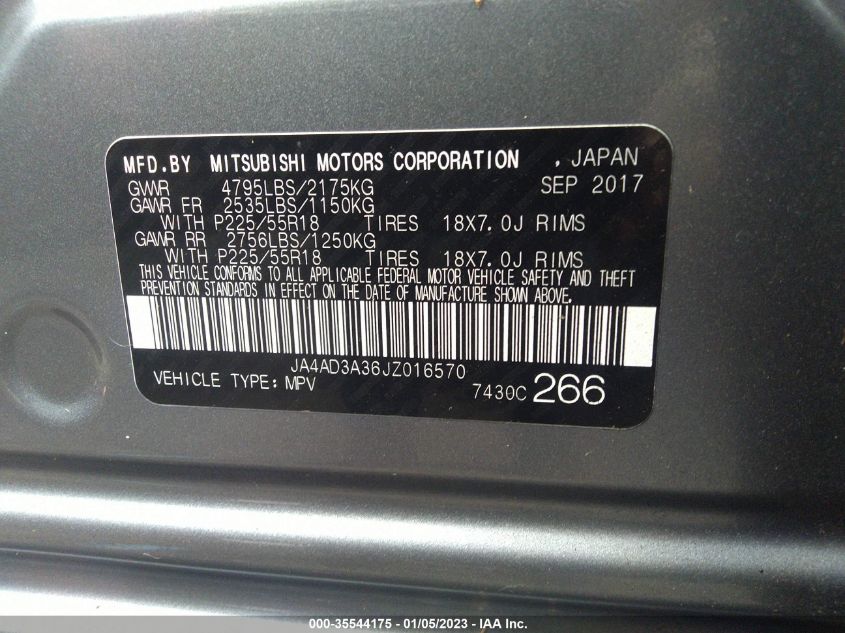 MFD.BY MITSUBISHI MOTORS CORPORATION , JAPAN
GVWR 4795LBS/2175KG SEP 2017
GAWR FR 2535LBS/1150KG
WITH P225/55R18 TIRES 18X7.0J RIMS
GAWR RR 2756LBS/1250KG
WITH P225/55R18 TIRES 18X7.0J RIMS
THIS VEHICLE CONFORMS TO ALL APPLICABLE FEDERAL MOTOR VEHICLE SAFETY AND THEFT
PREVENTION STANDARDS IN EFFECT ON THE DATE OF MANUFACTURE SHOWN ABOVE.
JA4AD3A36JZ016570
VEHICLE TYPE: MPV 7430C 266
000-35544175 - 01/05/2023 - IAA Inc.